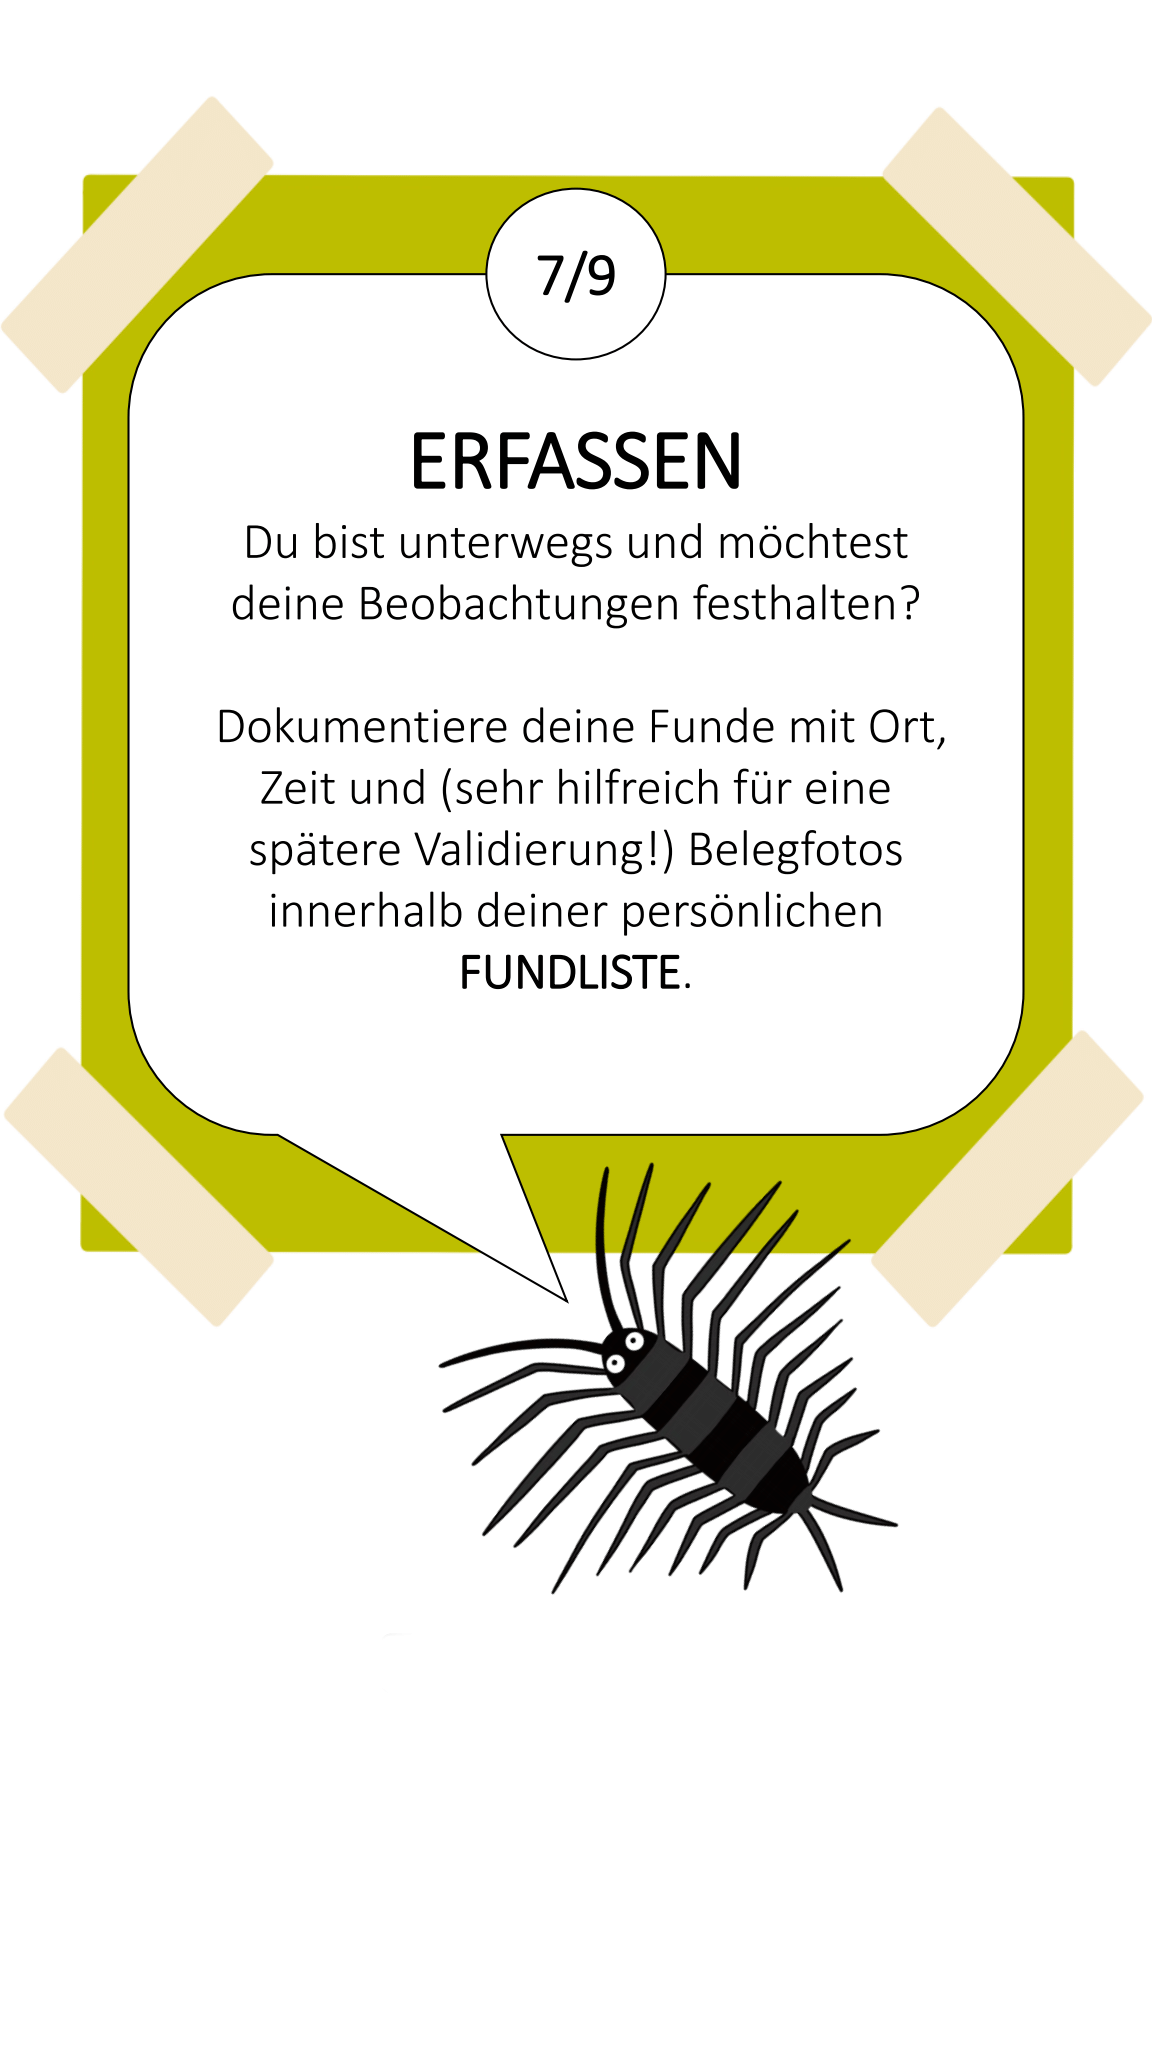 7/9
ERFASSEN
Du bist unterwegs und möchtest
deine Beobachtungen festhalten?
Dokumentiere deine Funde mit Ort,
Zeit und (sehr hilfreich für eine
spätere Validierung!) Belegfotos
innerhalb deiner persönlichen
FUNDLISTE.